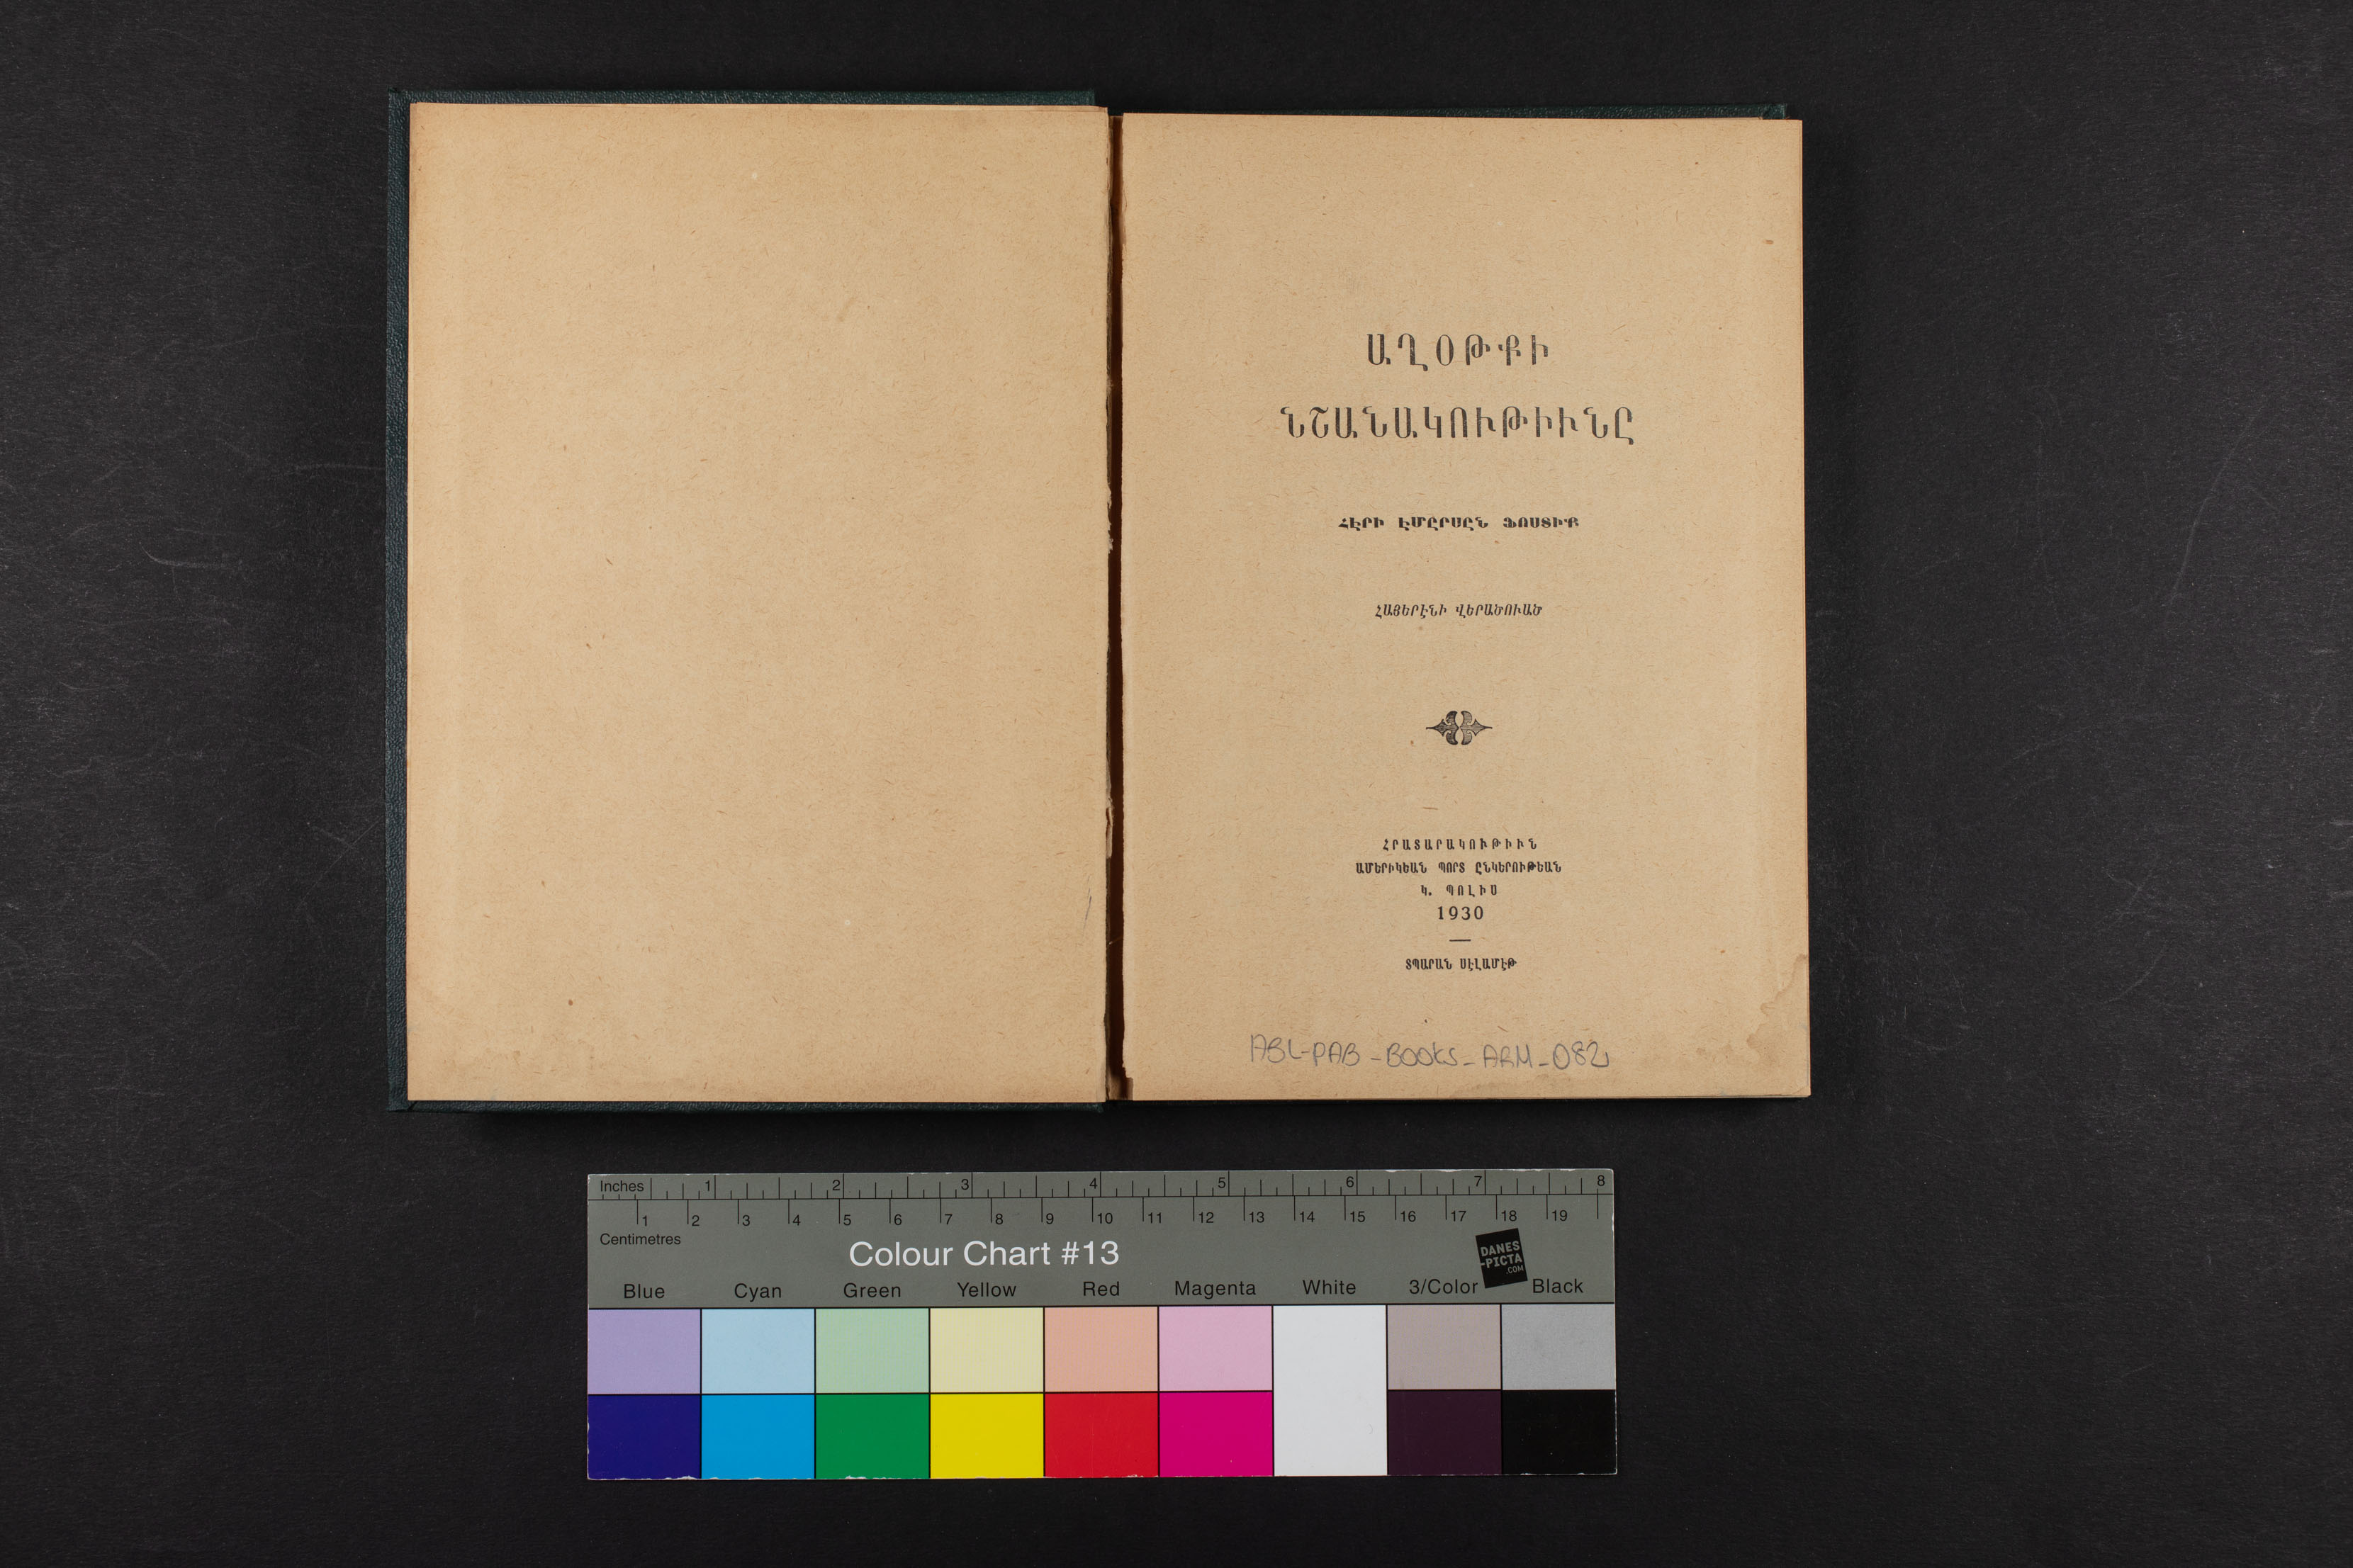 ԱՂՕԹՔԻ
ՆՇԱՆԱԿՈՒԹԻՒՆԸ
ՀԷՐԻ ԷՄԸՐՍԸՆ ՖՈՍՏԻՔ
ՀԱՅԵՐԷՆԻ ՎԵՐԱԾՈՒԱԾ
ՀՐԱՏԱՐԱԿՈՒԹԻՒՆ
ԱՄԵՐԻԿԵԱՆ ՊՈՐՏ ԸՆԿԵՐՈՒԹԵԱՆ
Կ. ՊՈԼԻՍ
1930
ՏՊԱՐԱՆ ՍԷԼԱՄԷԹ
ABL-PAB-BOOKS-ARM-082
Inches 1 2 3 4 5 6 7 8
1 2 3 4 5 6 7 8 9 10 11 12 13 14 15 16 17 18 19
Centimetres
Colour Chart #13
DANES
-PICTA
.COM
Blue Cyan Green Yellow Red Magenta White 3/Color Black